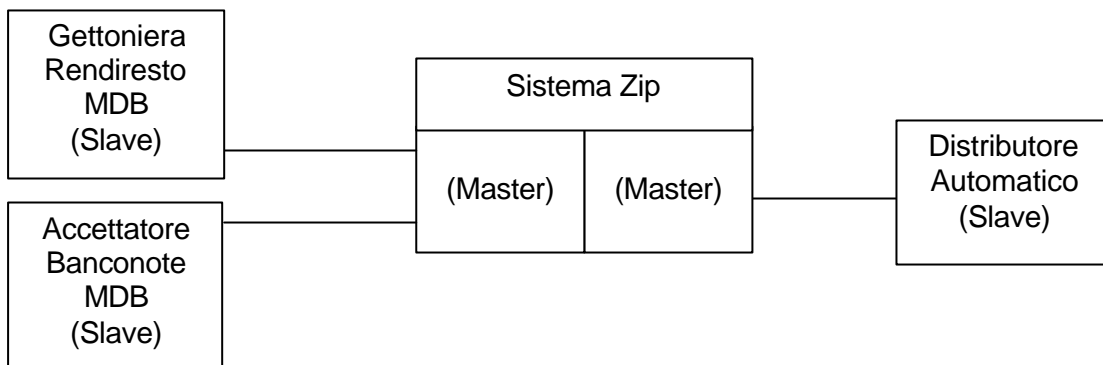 Gettoniera
Rendiresto
MDB
(Slave)
Accettatore
Banconote
MDB
(Slave)
Sistema Zip
(Master)
(Master)
Distributore
Automatico
(Slave)